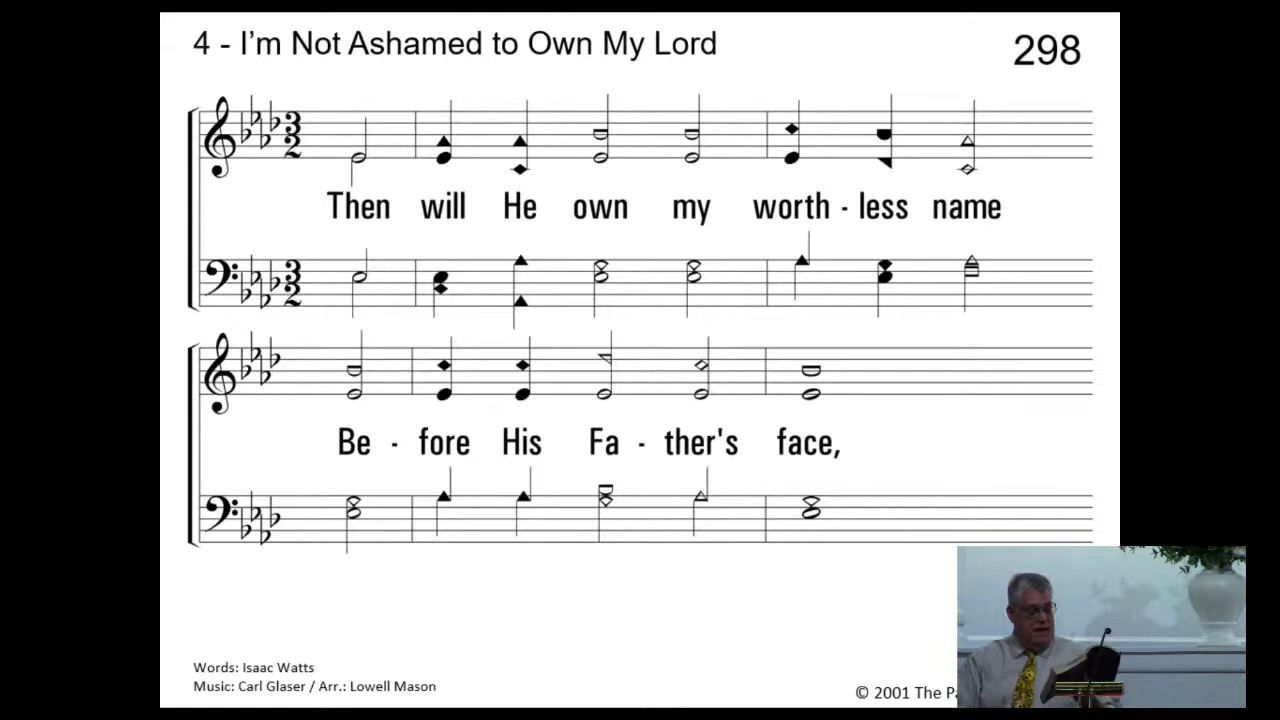 4 - I'm Not Ashamed to Own My Lord
298
Then will He own my worth - less name
Be - fore His Fa - ther's face,
Words: Isaac Watts
Music: Carl Glaser / Arr.: Lowell Mason
© 2001 The